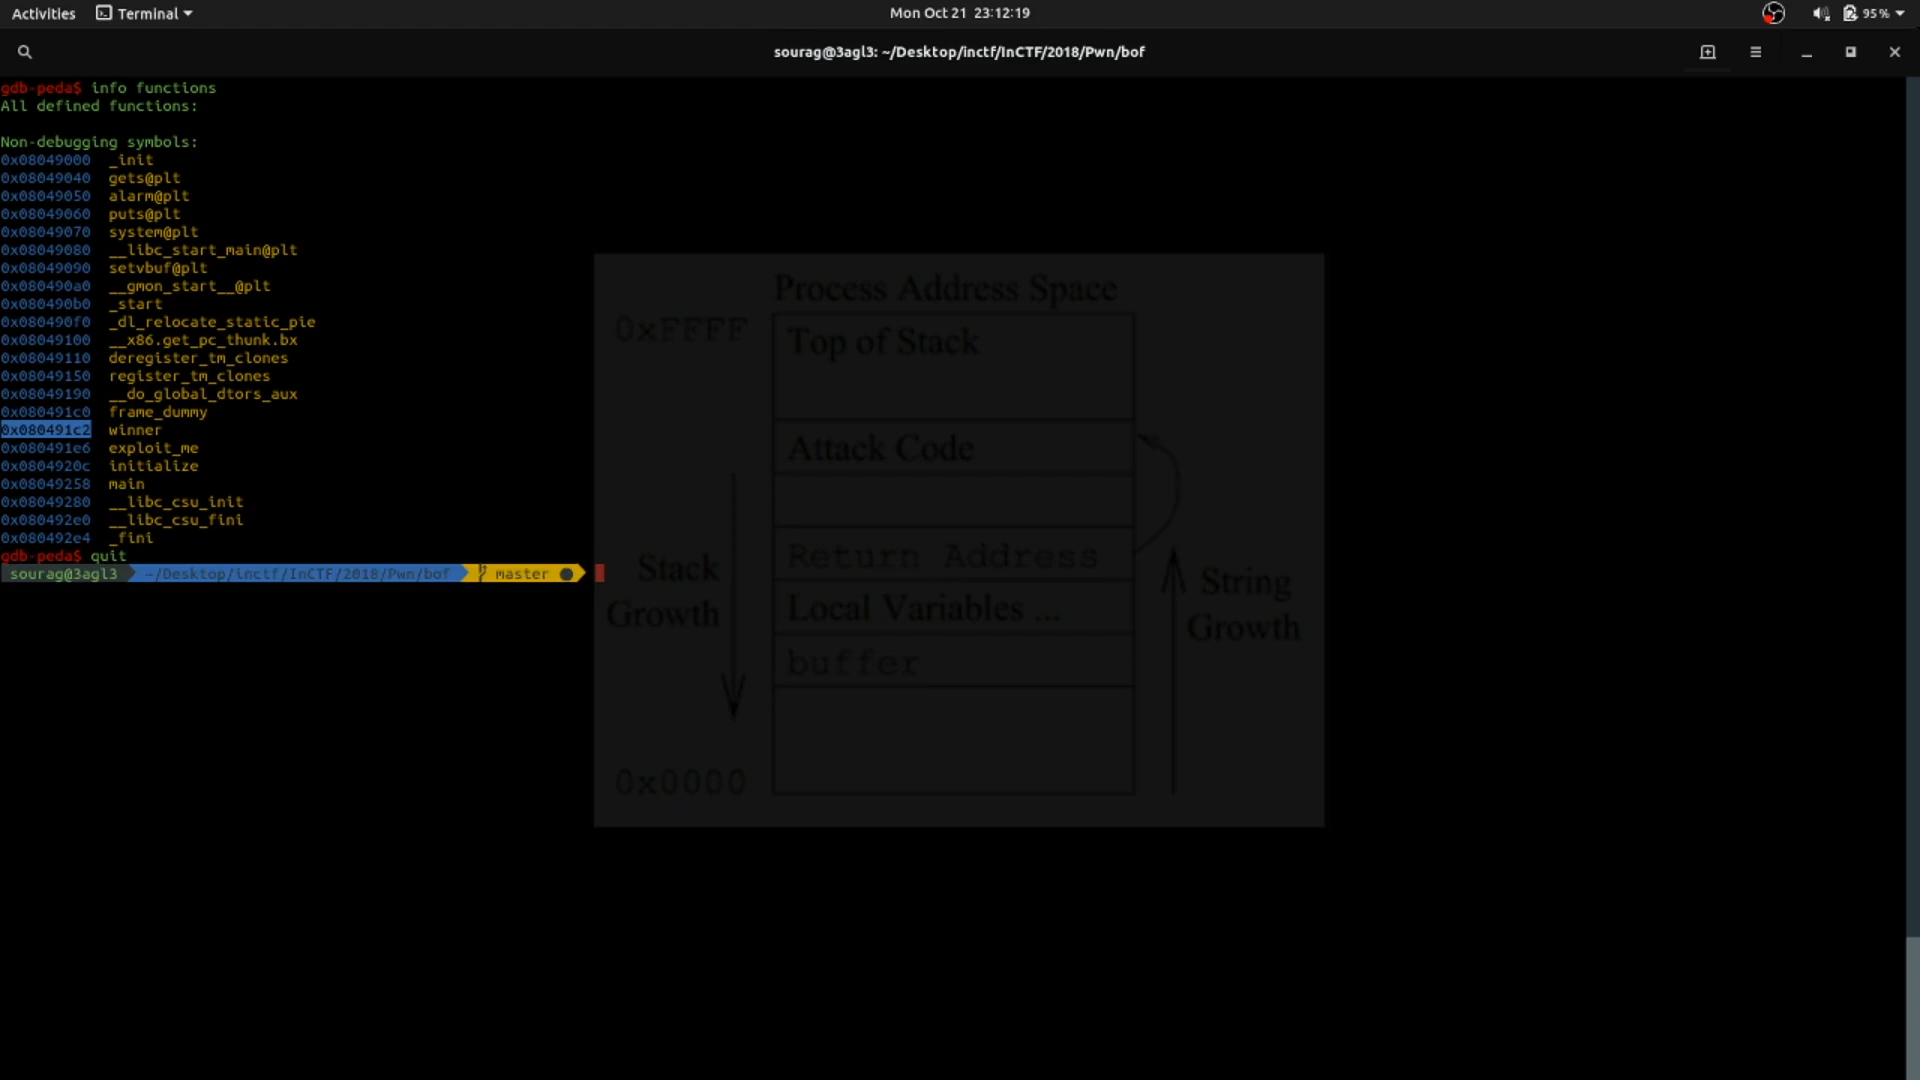 Activities Terminal Mon Oct 21 23:12:19 95 %
sourag@3agl3: ~/Desktop/inctf/InCTF/2018/Pwn/bof
gdb-peda$ info functions
All defined functions:
Non-debugging symbols:
0x08049000 _init
0x08049040 gets@plt
0x08049050 alarm@plt
0x08049060 puts@plt
0x08049070 system@plt
0x08049080 __libc_start_main@plt
0x08049090 setvbuf@plt
0x080490a0 __gmon_start__@plt
0x080490b0 _start
0x080490f0 _dl_relocate_static_pie
0x08049100 __x86.get_pc_thunk.bx
0x08049110 deregister_tm_clones
0x08049150 register_tm_clones
0x08049190 __do_global_dtors_aux
0x080491c0 frame_dummy
0x080491c2 winner
0x080491e6 exploit_me
0x0804920c initialize
0x08049258 main
0x08049280 __libc_csu_init
0x080492e0 __libc_csu_fini
0x080492e4 _fini
gdb-peda$ quit
sourag@3agl3 ~/Desktop/inctf/InCTF/2018/Pwn/bof master
Process Address Space
0xFFFF
Top of Stack
Attack Code
Return Address
Local Variables ...
buffer
Stack
Growth
String
Growth
0x0000